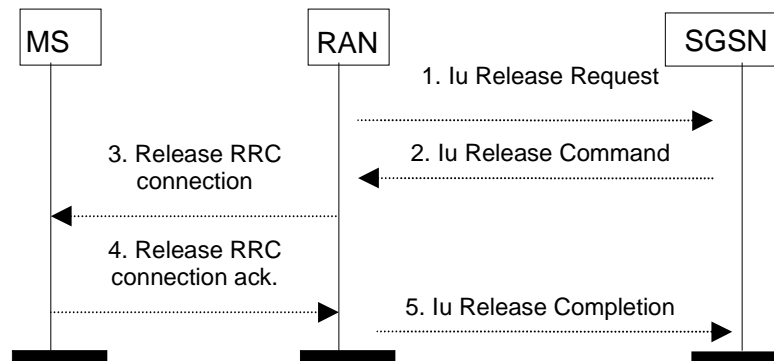 MS
RAN
SGSN
1. Iu Release Request
2. Iu Release Command
3. Release RRC
connection
4. Release RRC
connection ack.
5. Iu Release Completion